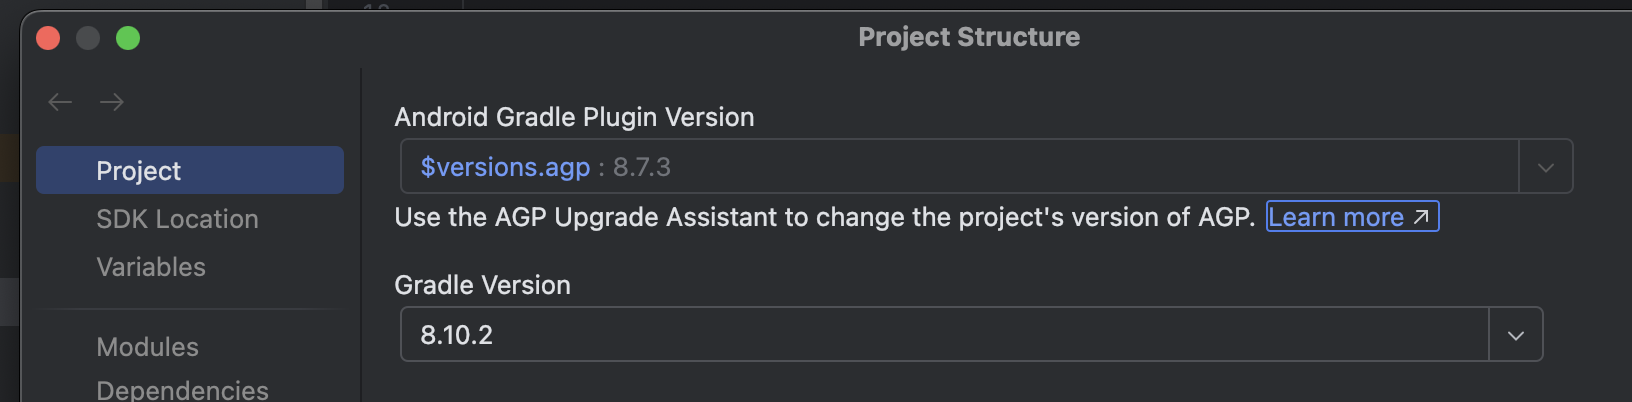 Project Structure
Project
SDK Location
Variables
Modules
Dependencies
Android Gradle Plugin Version
$versions.agp : 8.7.3
Use the AGP Upgrade Assistant to change the project's version of AGP. Learn more ↗
Gradle Version
8.10.2